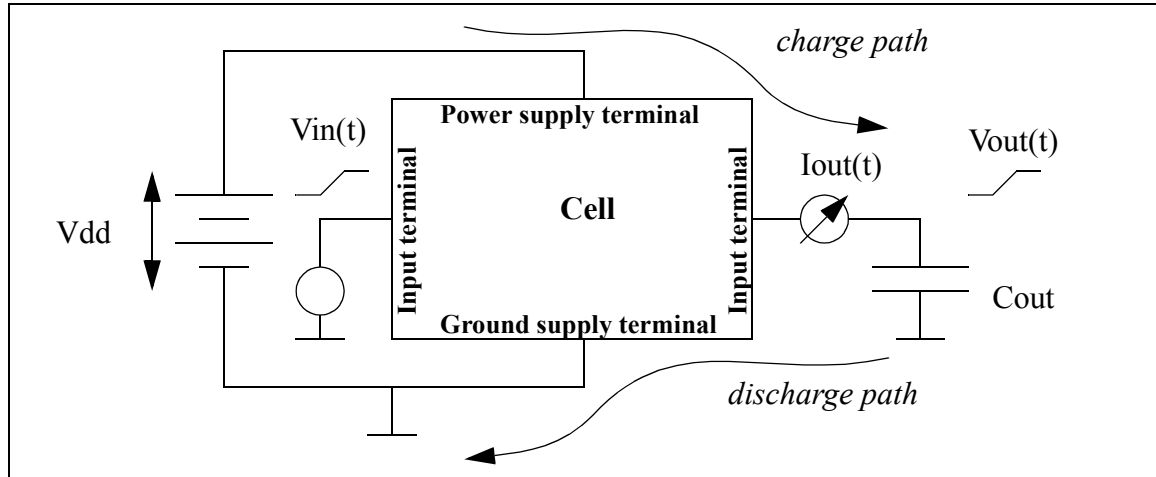 charge path
Power supply terminal
Vin(t)
Vout(t)
Iout(t)
Input terminal
Cell
Input terminal
Vdd
Cout
Ground supply terminal
discharge path